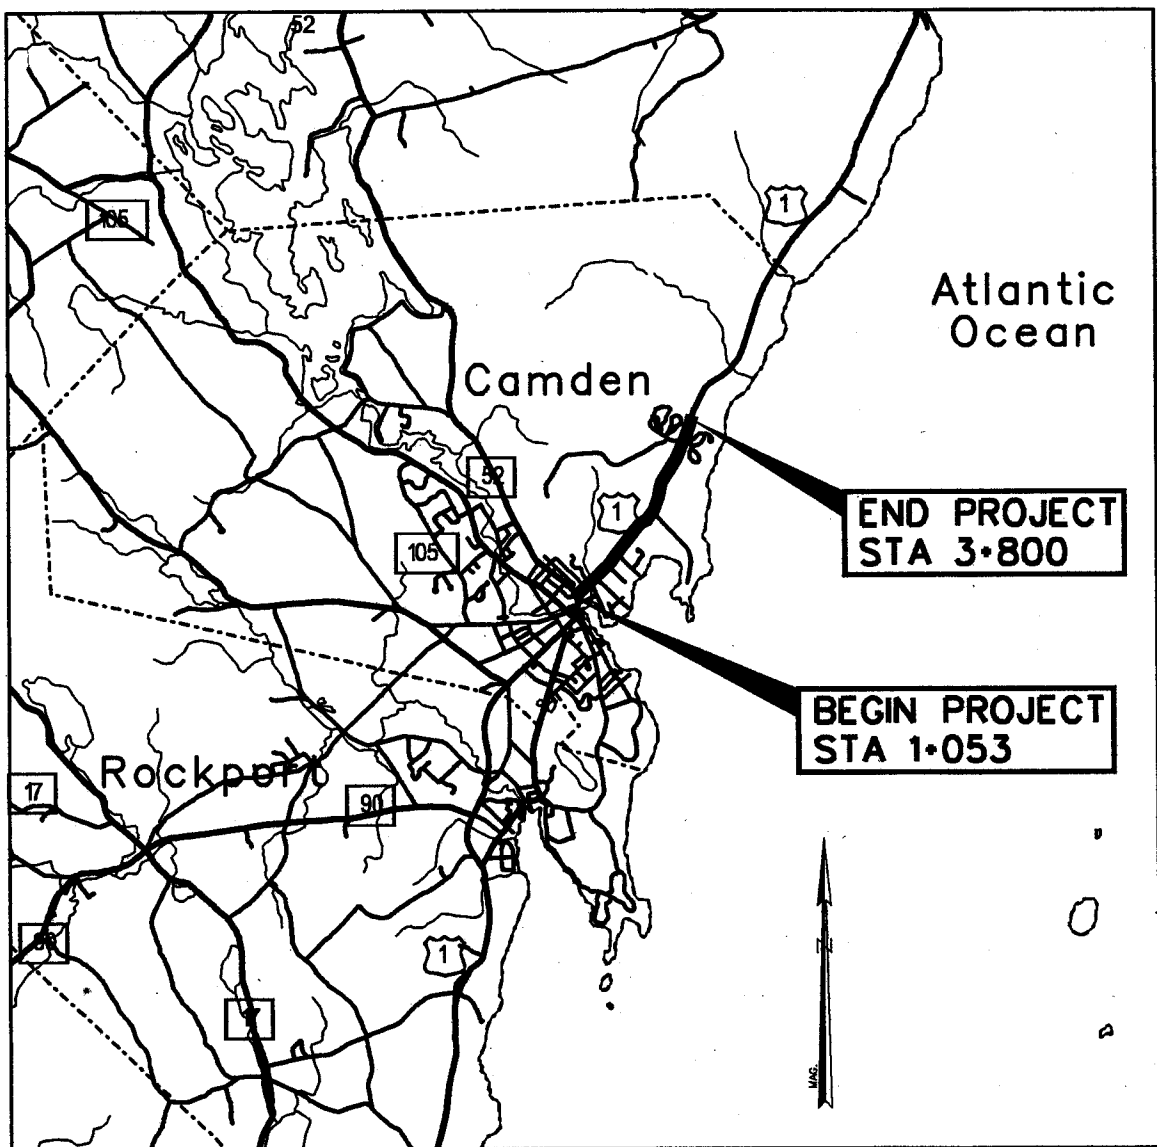 52
105
1
Atlantic
Ocean
Camden
52
1
END PROJECT
STA 3+800
105
BEGIN PROJECT
STA 1+053
Rockport
17
90
90
1
17
N
MAG.